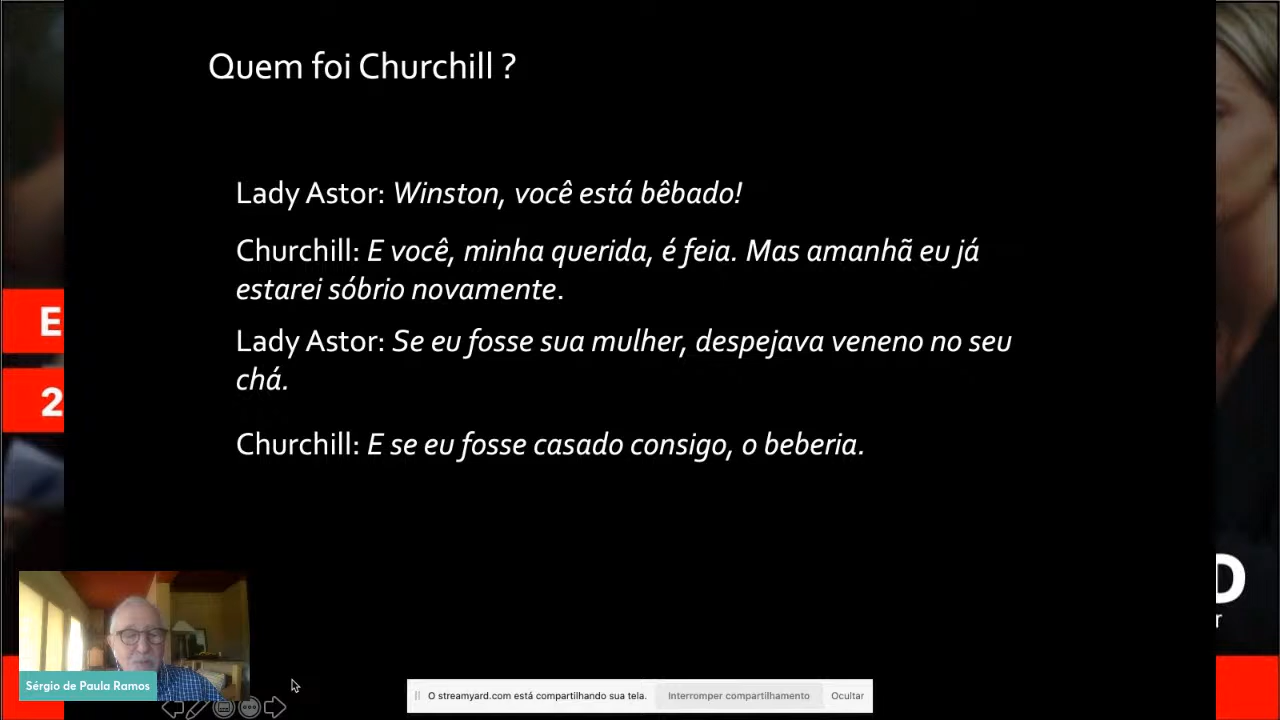 Quem foi Churchill ?
Lady Astor: Winston, você está bêbado!
Churchill: E você, minha querida, é feia. Mas amanhã eu já
estarei sóbrio novamente.
Lady Astor: Se eu fosse sua mulher, despejava veneno no seu
chá.
Churchill: E se eu fosse casado consigo, o beberia.
E
2
D
r
Sérgio de Paula Ramos
O streamyard.com está compartilhando sua tela.
Interromper compartilhamento
Ocultar